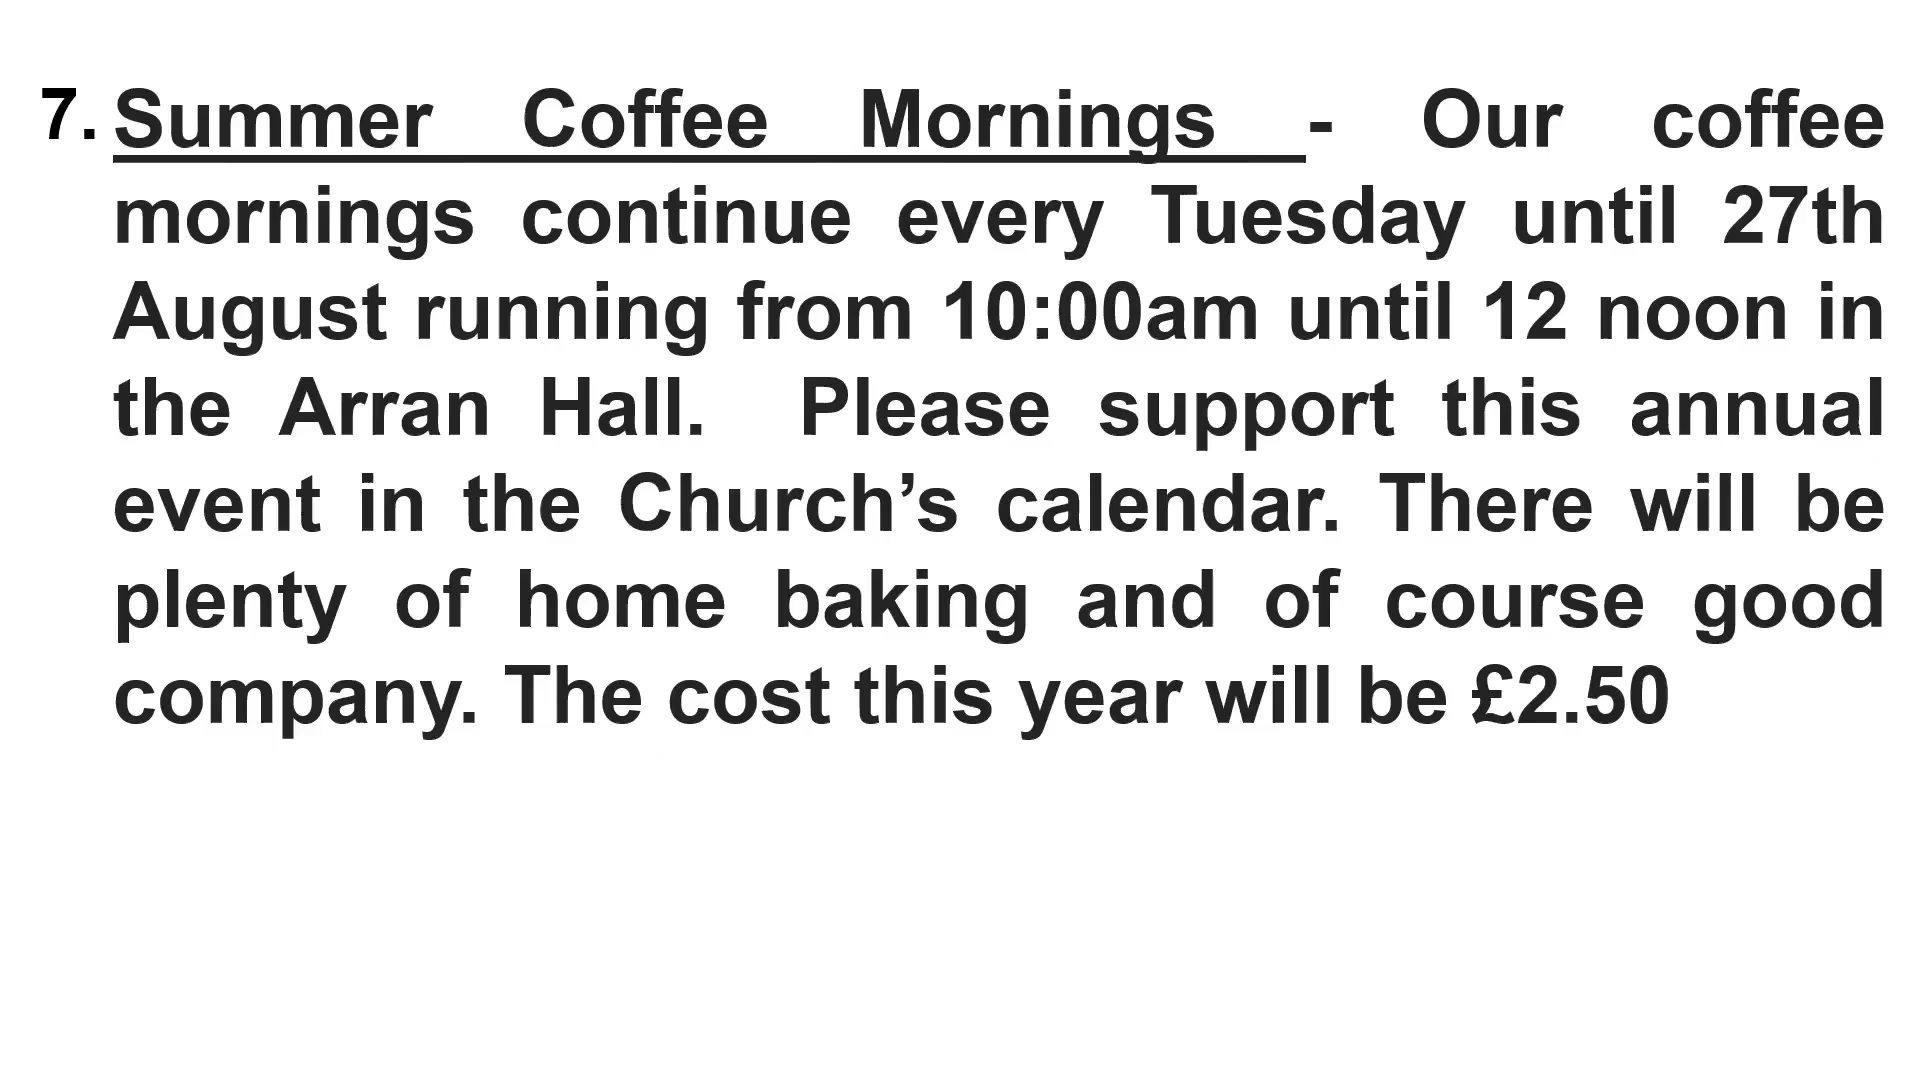 7. Summer Coffee Mornings - Our coffee
mornings continue every Tuesday until 27th
August running from 10:00am until 12 noon in
the Arran Hall.  Please support this annual
event in the Church’s calendar. There will be
plenty of home baking and of course good
company. The cost this year will be £2.50